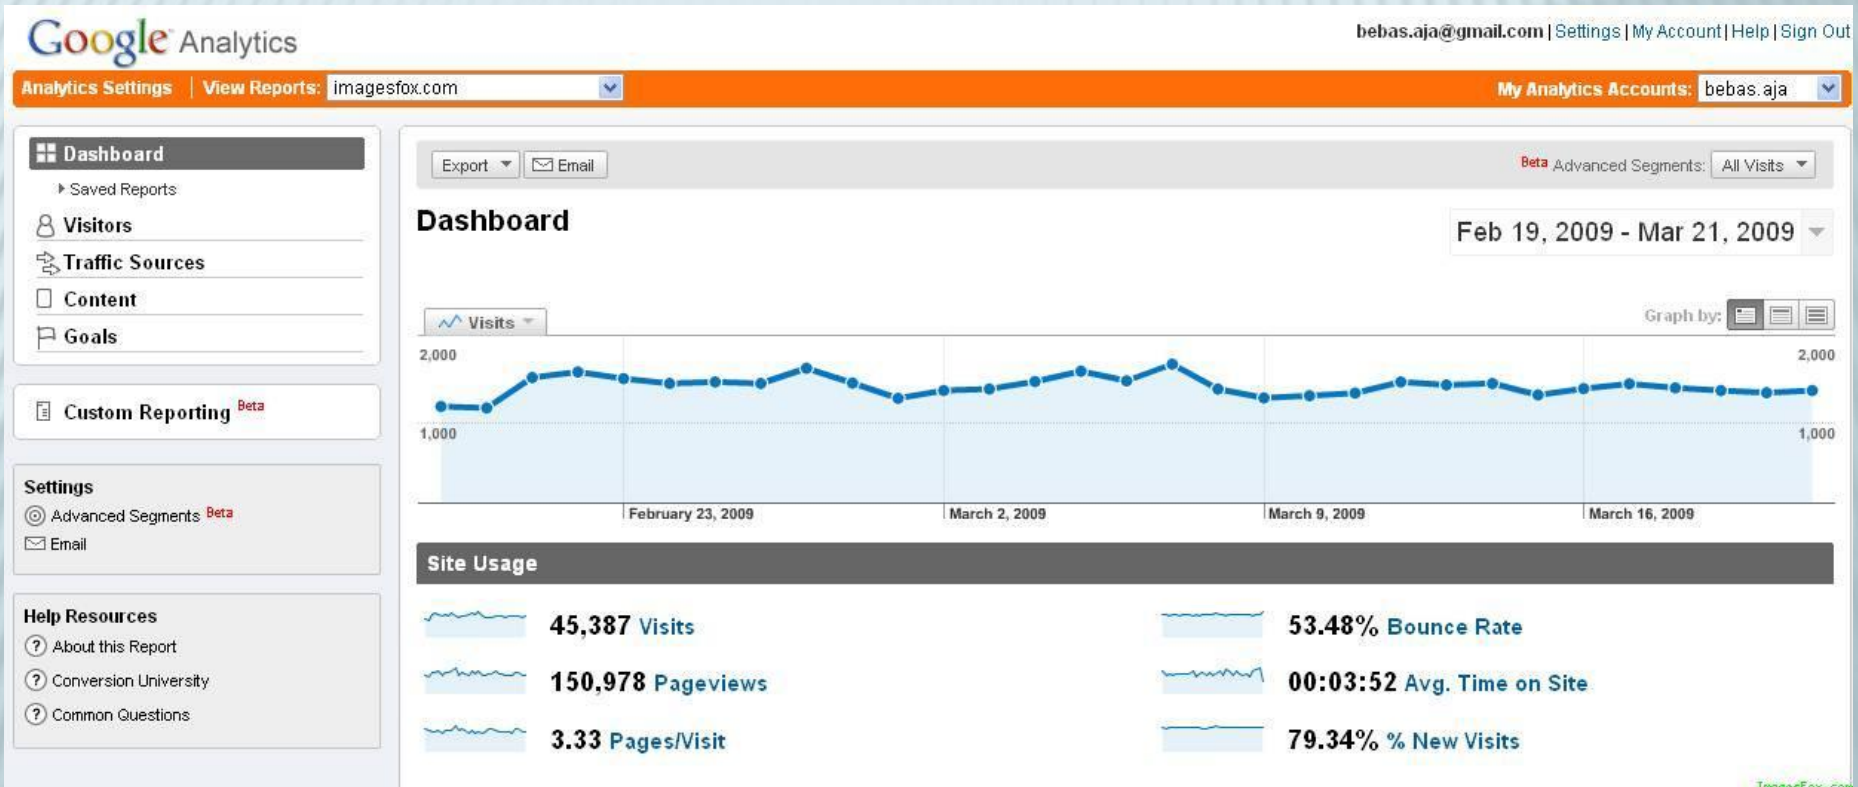 Google Analytics
bebas.aja@gmail.com | Settings | My Account | Help | Sign Out
Analytics Settings | View Reports: imagesfox.com
My Analytics Accounts: bebas.aja
Dashboard
Saved Reports
Visitors
Traffic Sources
Content
Goals
Custom Reporting Beta
Settings
Advanced Segments Beta
Email
Help Resources
About this Report
Conversion University
Common Questions
Export Email
Beta Advanced Segments: All Visits
Dashboard
Feb 19, 2009 - Mar 21, 2009
Visits
Graph by:
2,000 2,000
1,000 1,000
February 23, 2009 March 2, 2009 March 9, 2009 March 16, 2009
Site Usage
45,387 Visits
53.48% Bounce Rate
150,978 Pageviews
00:03:52 Avg. Time on Site
3.33 Pages/Visit
79.34% % New Visits